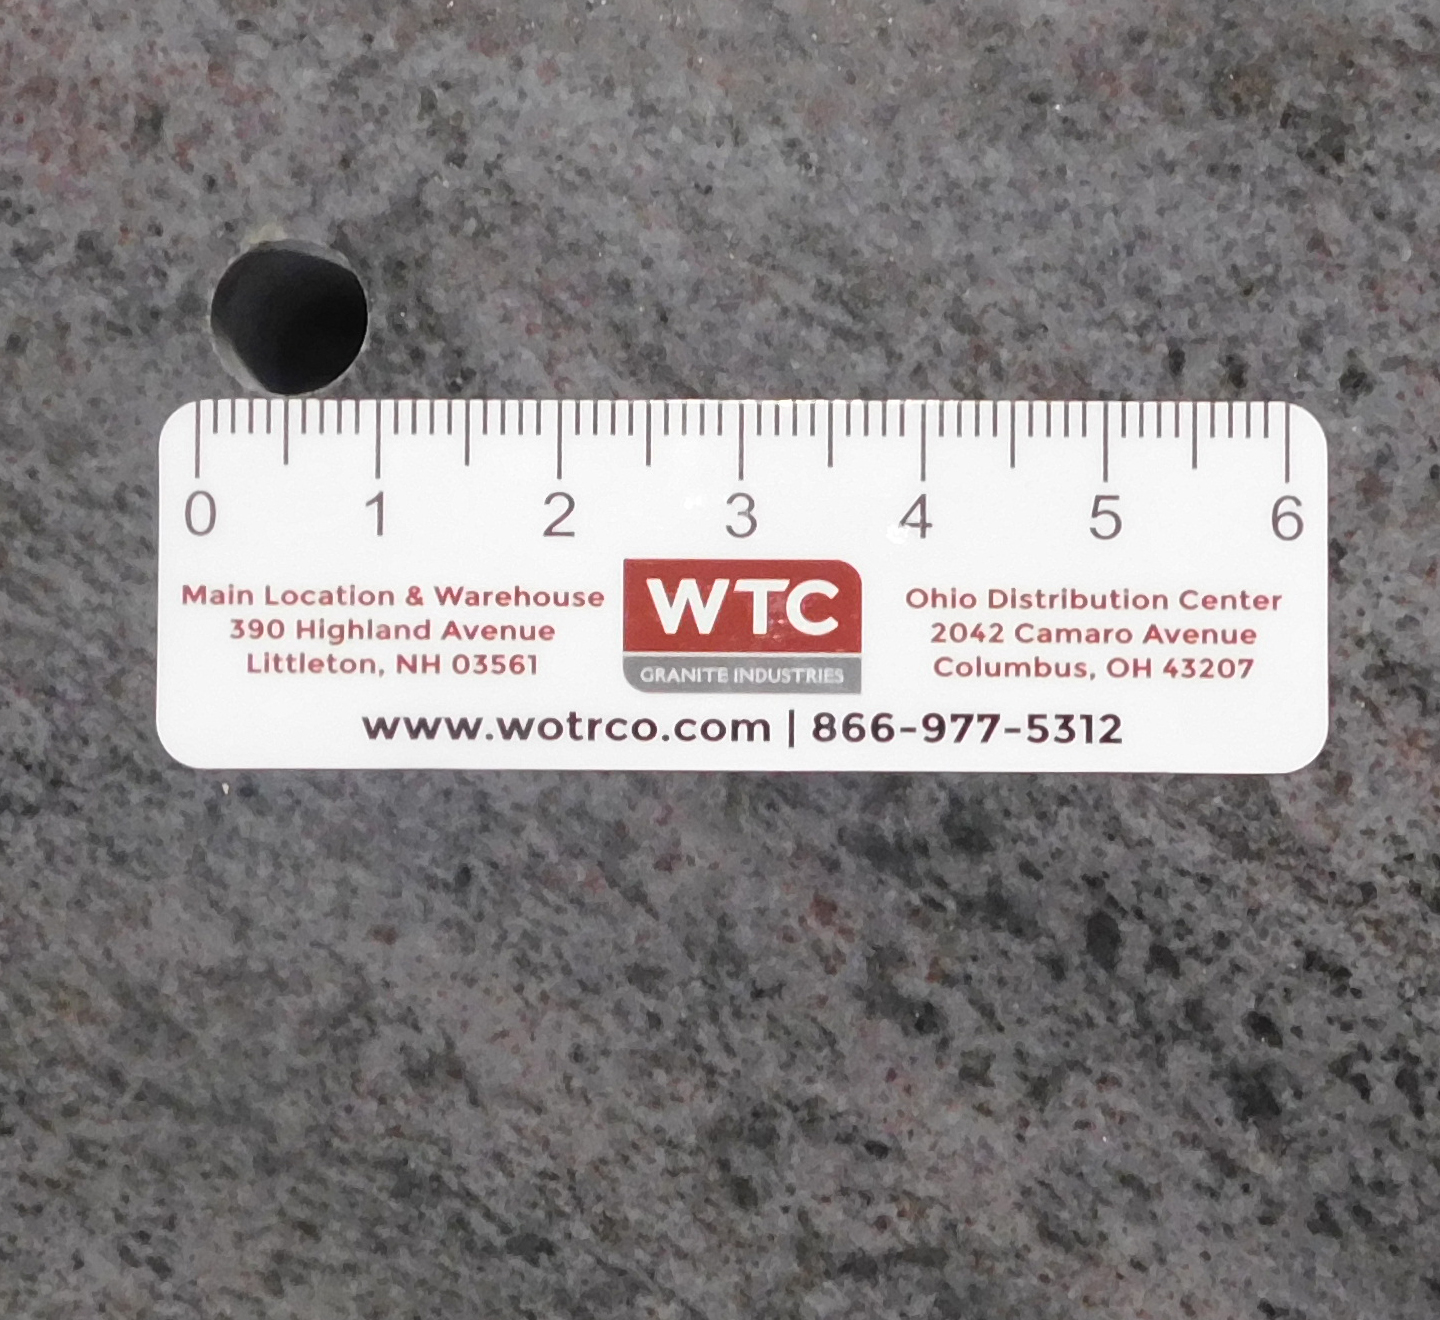 0 1 2 3 4 5 6
Main Location & Warehouse
390 Highland Avenue
Littleton, NH 03561
WTC
GRANITE INDUSTRIES
Ohio Distribution Center
2042 Camaro Avenue
Columbus, OH 43207
www.wotrco.com | 866-977-5312